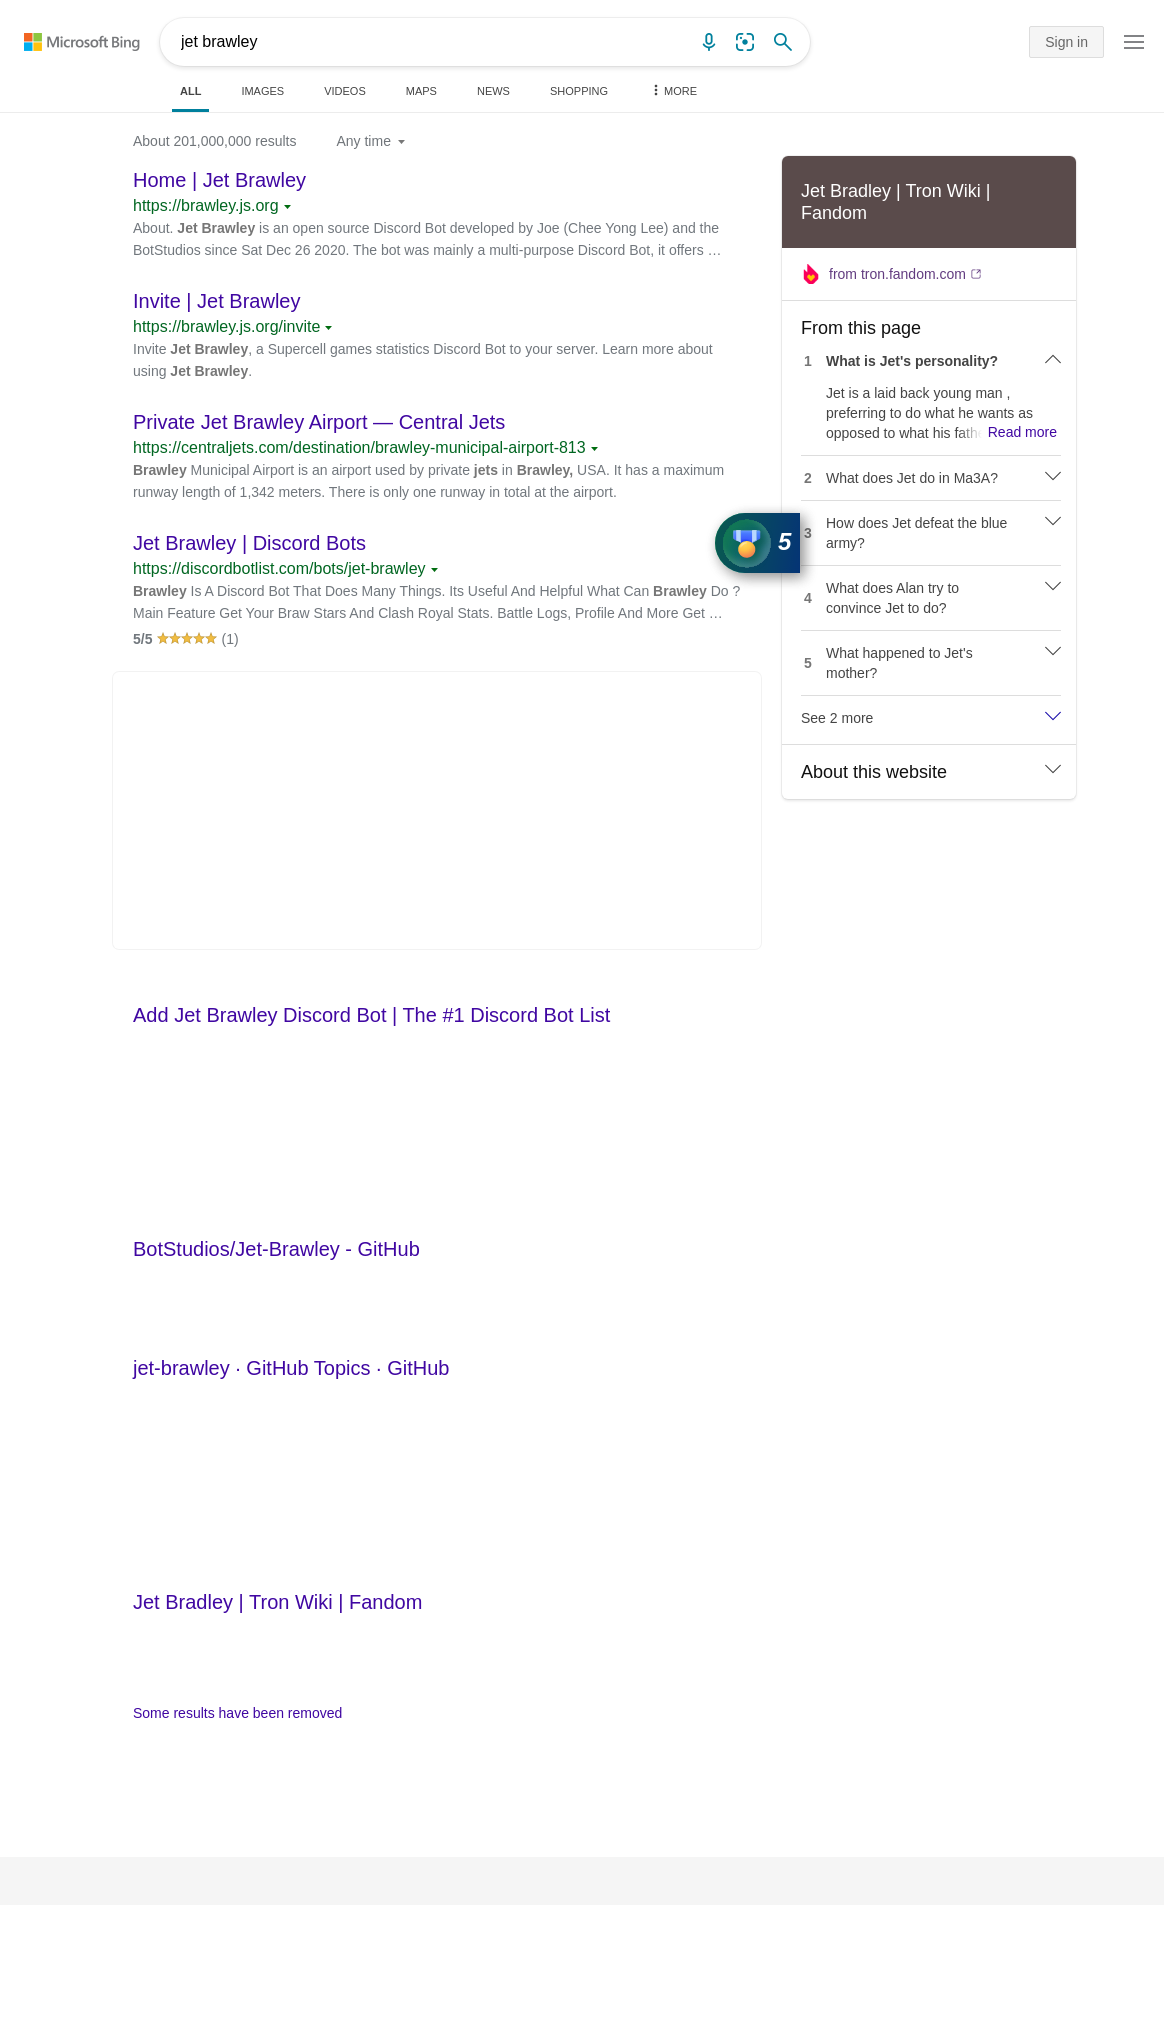 Microsoft Bing
jet brawley
Sign in
ALL
IMAGES
VIDEOS
MAPS
NEWS
SHOPPING
MORE
About 201,000,000 results
Any time
Home | Jet Brawley
https://brawley.js.org
About. Jet Brawley is an open source Discord Bot developed by Joe (Chee Yong Lee) and the
BotStudios since Sat Dec 26 2020. The bot was mainly a multi-purpose Discord Bot, it offers …
Invite | Jet Brawley
https://brawley.js.org/invite
Invite Jet Brawley, a Supercell games statistics Discord Bot to your server. Learn more about
using Jet Brawley.
Private Jet Brawley Airport — Central Jets
https://centraljets.com/destination/brawley-municipal-airport-813
Brawley Municipal Airport is an airport used by private jets in Brawley, USA. It has a maximum
runway length of 1,342 meters. There is only one runway in total at the airport.
Jet Brawley | Discord Bots
https://discordbotlist.com/bots/jet-brawley
Brawley Is A Discord Bot That Does Many Things. Its Useful And Helpful What Can Brawley Do ?
Main Feature Get Your Braw Stars And Clash Royal Stats. Battle Logs, Profile And More Get …
5/5
(1)
5
Add Jet Brawley Discord Bot | The #1 Discord Bot List
BotStudios/Jet-Brawley - GitHub
jet-brawley · GitHub Topics · GitHub
Jet Bradley | Tron Wiki | Fandom
Some results have been removed
Jet Bradley | Tron Wiki |
Fandom
from tron.fandom.com
From this page
1 What is Jet's personality?
Jet is a laid back young man ,
preferring to do what he wants as
opposed to what his Read more
2 What does Jet do in Ma3A?
3 How does Jet defeat the blue
army?
4 What does Alan try to
convince Jet to do?
5 What happened to Jet's
mother?
See 2 more
About this website